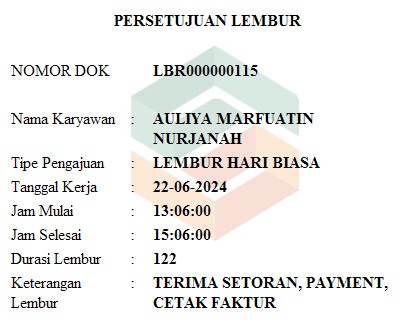 PERSETUJUAN LEMBUR
NOMOR DOK LBR000000115
Nama Karyawan : AULIYA MARFUATIN
NURJANAH
Tipe Pengajuan : LEMBUR HARI BIASA
Tanggal Kerja : 22-06-2024
Jam Mulai : 13:06:00
Jam Selesai : 15:06:00
Durasi Lembur : 122
Keterangan : TERIMA SETORAN, PAYMENT,
Lembur CETAK FAKTUR